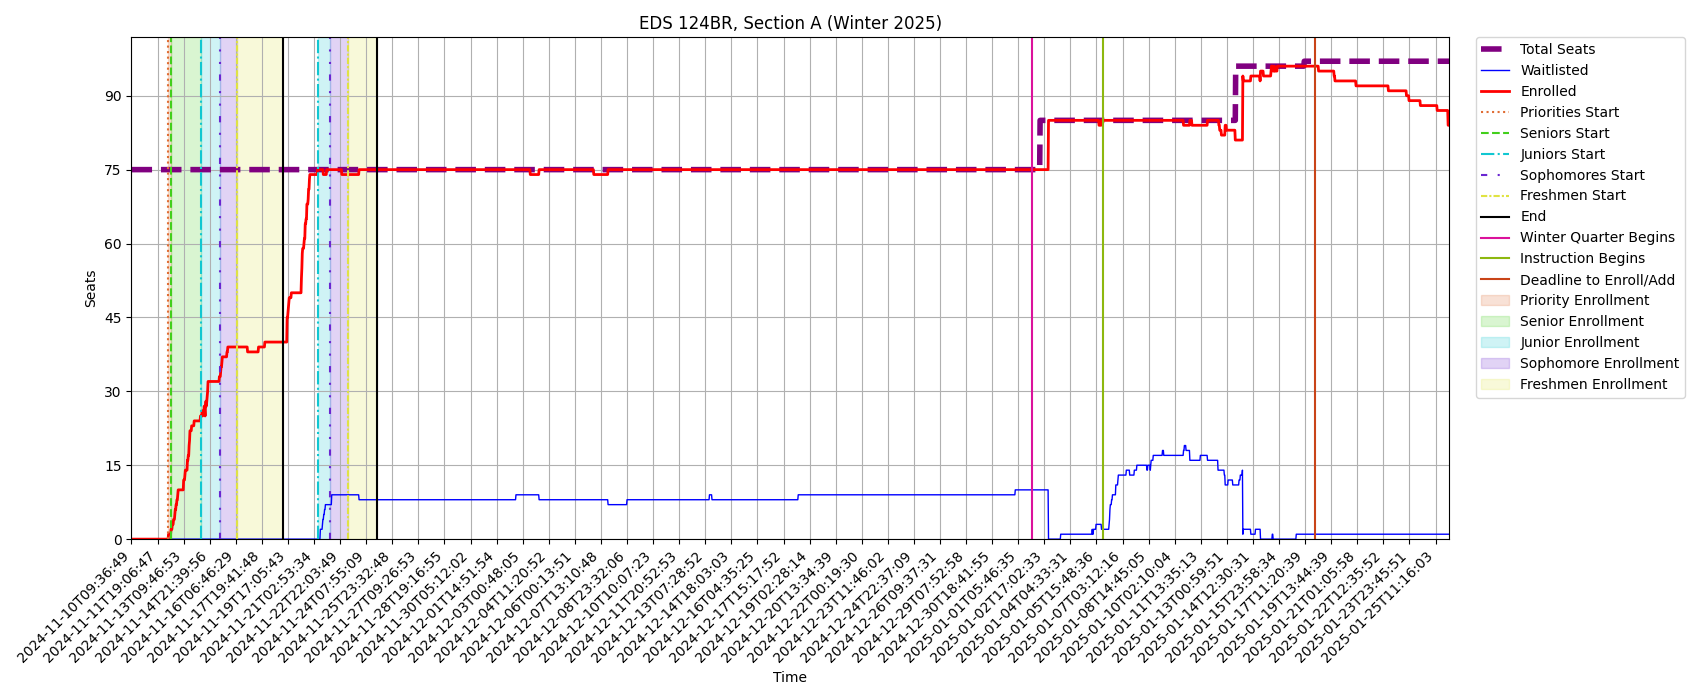 EDS 124BR, Section A (Winter 2025)
Total Seats
Waitlisted
Enrolled
Priorities Start
Seniors Start
Juniors Start
Sophomores Start
Freshmen Start
End
Winter Quarter Begins
Instruction Begins
Deadline to Enroll/Add
Priority Enrollment
Senior Enrollment
Junior Enrollment
Sophomore Enrollment
Freshmen Enrollment
Seats
90
75
60
45
30
15
0
2024-11-10T09:36:49
2024-11-11T19:06:47
2024-11-13T09:46:53
2024-11-14T21:39:56
2024-11-16T06:46:29
2024-11-17T19:41:48
2024-11-19T17:05:43
2024-11-21T02:53:34
2024-11-22T22:03:49
2024-11-24T07:55:09
2024-11-25T23:32:48
2024-11-27T09:26:53
2024-11-28T19:16:55
2024-11-30T05:12:02
2024-12-01T14:51:54
2024-12-03T00:48:05
2024-12-04T11:20:52
2024-12-06T00:13:51
2024-12-07T13:10:48
2024-12-08T23:32:06
2024-12-10T10:07:23
2024-12-11T20:52:53
2024-12-13T07:28:52
2024-12-14T18:03:03
2024-12-16T04:35:25
2024-12-17T15:17:52
2024-12-19T02:28:14
2024-12-20T13:34:39
2024-12-22T00:19:30
2024-12-23T11:46:02
2024-12-24T22:37:09
2024-12-26T09:37:31
2024-12-29T07:52:58
2024-12-30T18:41:55
2025-01-01T05:46:35
2025-01-02T17:02:33
2025-01-04T04:33:31
2025-01-05T15:48:36
2025-01-07T03:12:16
2025-01-08T14:45:05
2025-01-10T02:10:04
2025-01-11T13:35:13
2025-01-13T00:59:51
2025-01-14T12:30:31
2025-01-15T23:58:34
2025-01-17T11:20:39
2025-01-19T13:44:39
2025-01-21T01:05:58
2025-01-22T12:35:52
2025-01-23T23:45:51
2025-01-25T11:16:03
Time